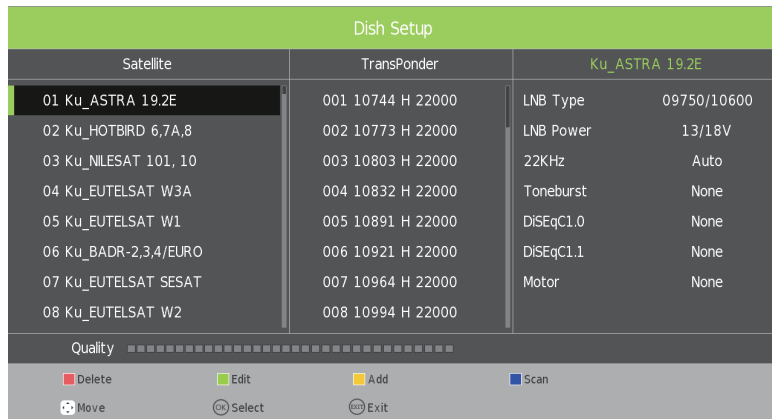 Dish Setup
Satellite
TransPonder
Ku_ASTRA 19.2E
01 Ku_ASTRA 19.2E
001 10744 H 22000
LNB Type
09750/10600
02 Ku_HOTBIRD 6,7A,8
002 10773 H 22000
LNB Power
13/18V
03 Ku_NILESAT 101, 10
003 10803 H 22000
22KHz
Auto
04 Ku_EUTELSAT W3A
004 10832 H 22000
Toneburst
None
05 Ku_EUTELSAT W1
005 10891 H 22000
DiSEqC1.0
None
06 Ku_BADR-2,3,4/EURO
006 10921 H 22000
DiSEqC1.1
None
07 Ku_EUTELSAT SESAT
007 10964 H 22000
Motor
None
08 Ku_EUTELSAT W2
008 10994 H 22000
Quality
Delete
Edit
Add
Scan
Move
OK Select
EXIT Exit